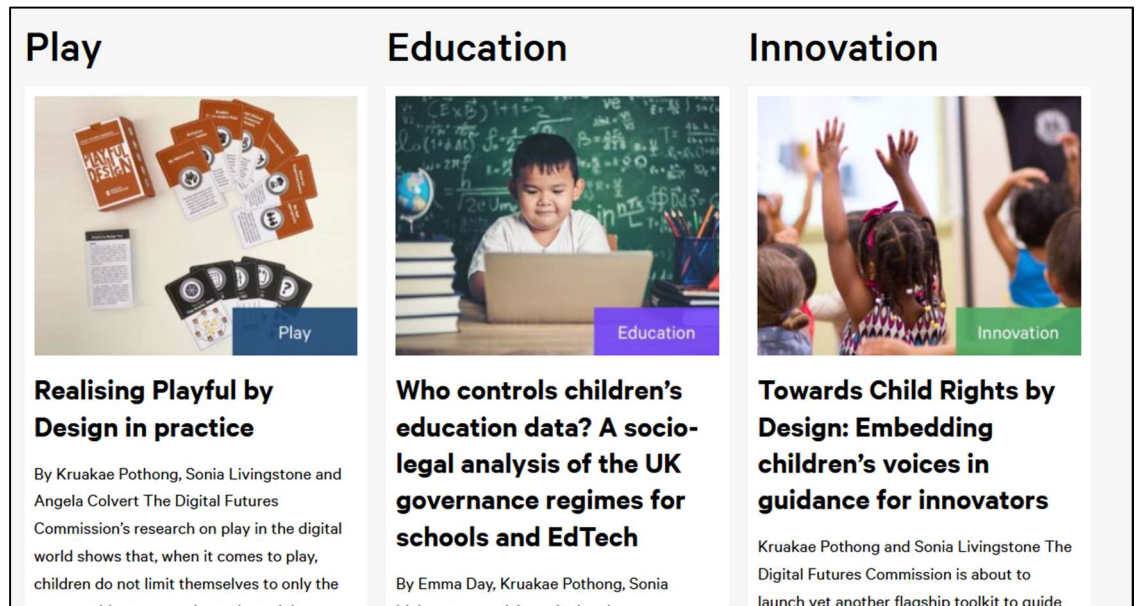 Play
Education
Innovation
PLAYFUL
DESIGN
Play
Realising Playful by
Design in practice
By Kruakae Pothong, Sonia Livingstone and
Angela Colvert The Digital Futures
Commission’s research on play in the digital
world shows that, when it comes to play,
children do not limit themselves to only the
Education
Who controls children’s
education data? A socio-
legal analysis of the UK
governance regimes for
schools and EdTech
By Emma Day, Kruakae Pothong, Sonia
Innovation
Towards Child Rights by
Design: Embedding
children’s voices in
guidance for innovators
Kruakae Pothong and Sonia Livingstone The
Digital Futures Commission is about to
launch yet another flagship toolkit to guide